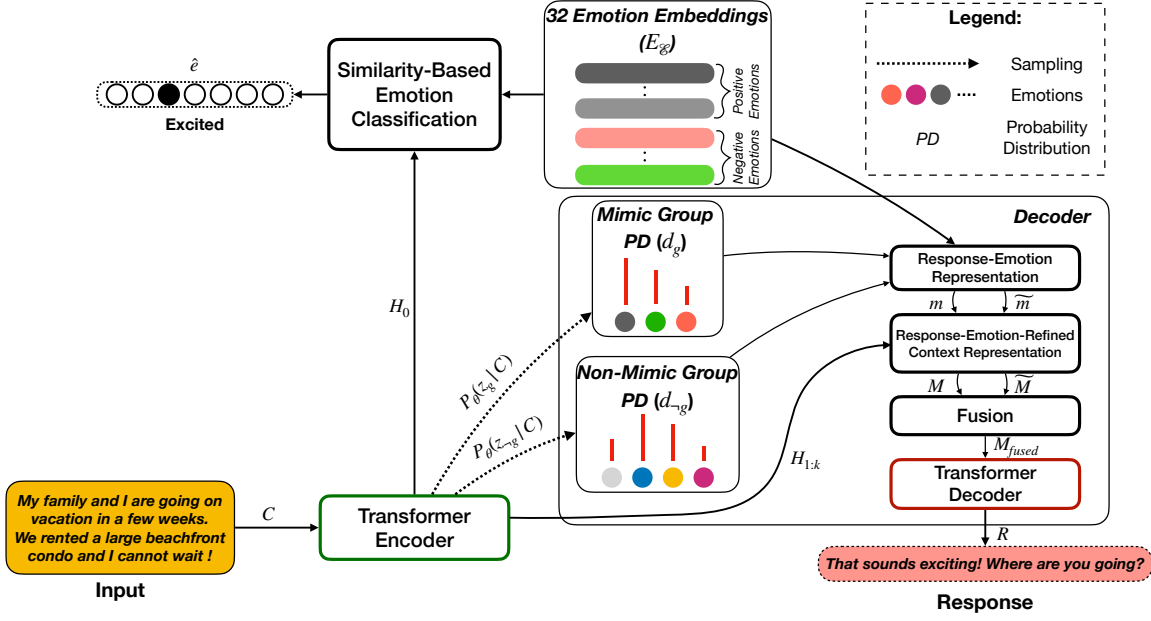 32 Emotion Embeddings
(E_ℰ)
Positive
Emotions
Negative
Emotions
Legend:
Sampling
Emotions
PD
Probability
Distribution
ê
Excited
Similarity-Based
Emotion
Classification
H₀
Decoder
Mimic Group
PD (d_g)
Non-Mimic Group
PD (d_¬g)
P_θ(z_g | C)
P_θ(z_¬g | C)
Response-Emotion
Representation
m
m̃
Response-Emotion-Refined
Context Representation
M
M̃
Fusion
M_fused
Transformer
Decoder
H_1:k
R
My family and I are going on
vacation in a few weeks.
We rented a large beachfront
condo and I cannot wait !
Input
C
Transformer
Encoder
That sounds exciting! Where are you going?
Response